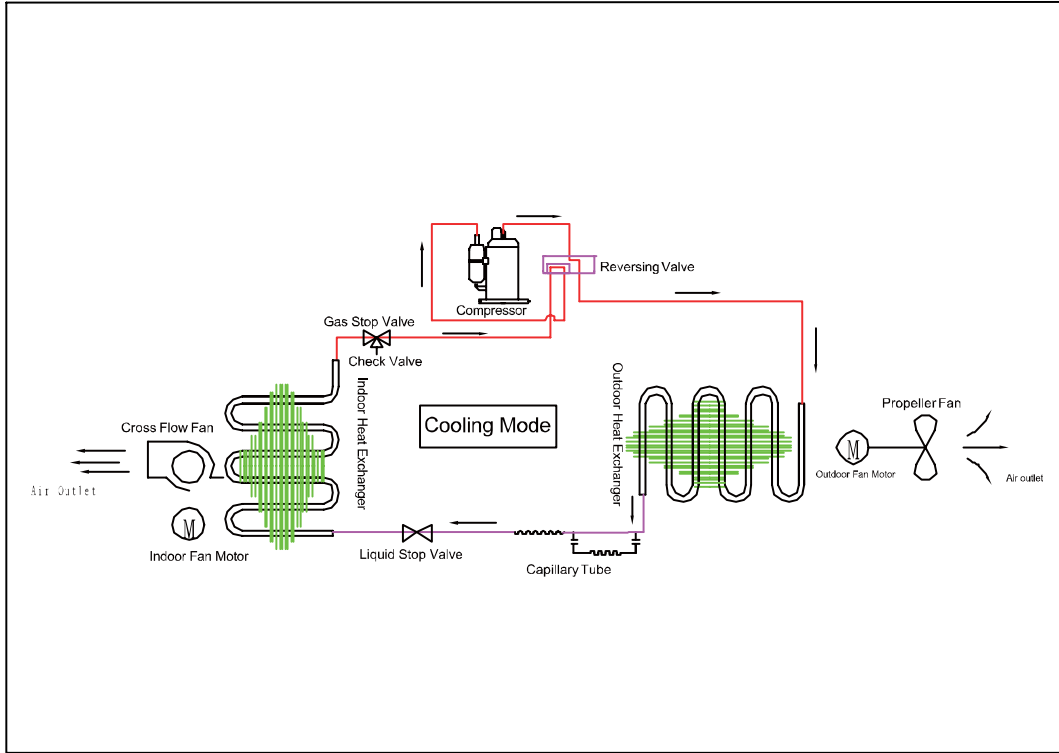 Reversing Valve
Compressor
Gas Stop Valve
Check Valve
Indoor Heat Exchanger
Outdoor Heat Exchanger
Cooling Mode
Cross Flow Fan
Propeller Fan
M
Outdoor Fan Motor
Air outlet
Air Outlet
M
Indoor Fan Motor
Liquid Stop Valve
Capillary Tube